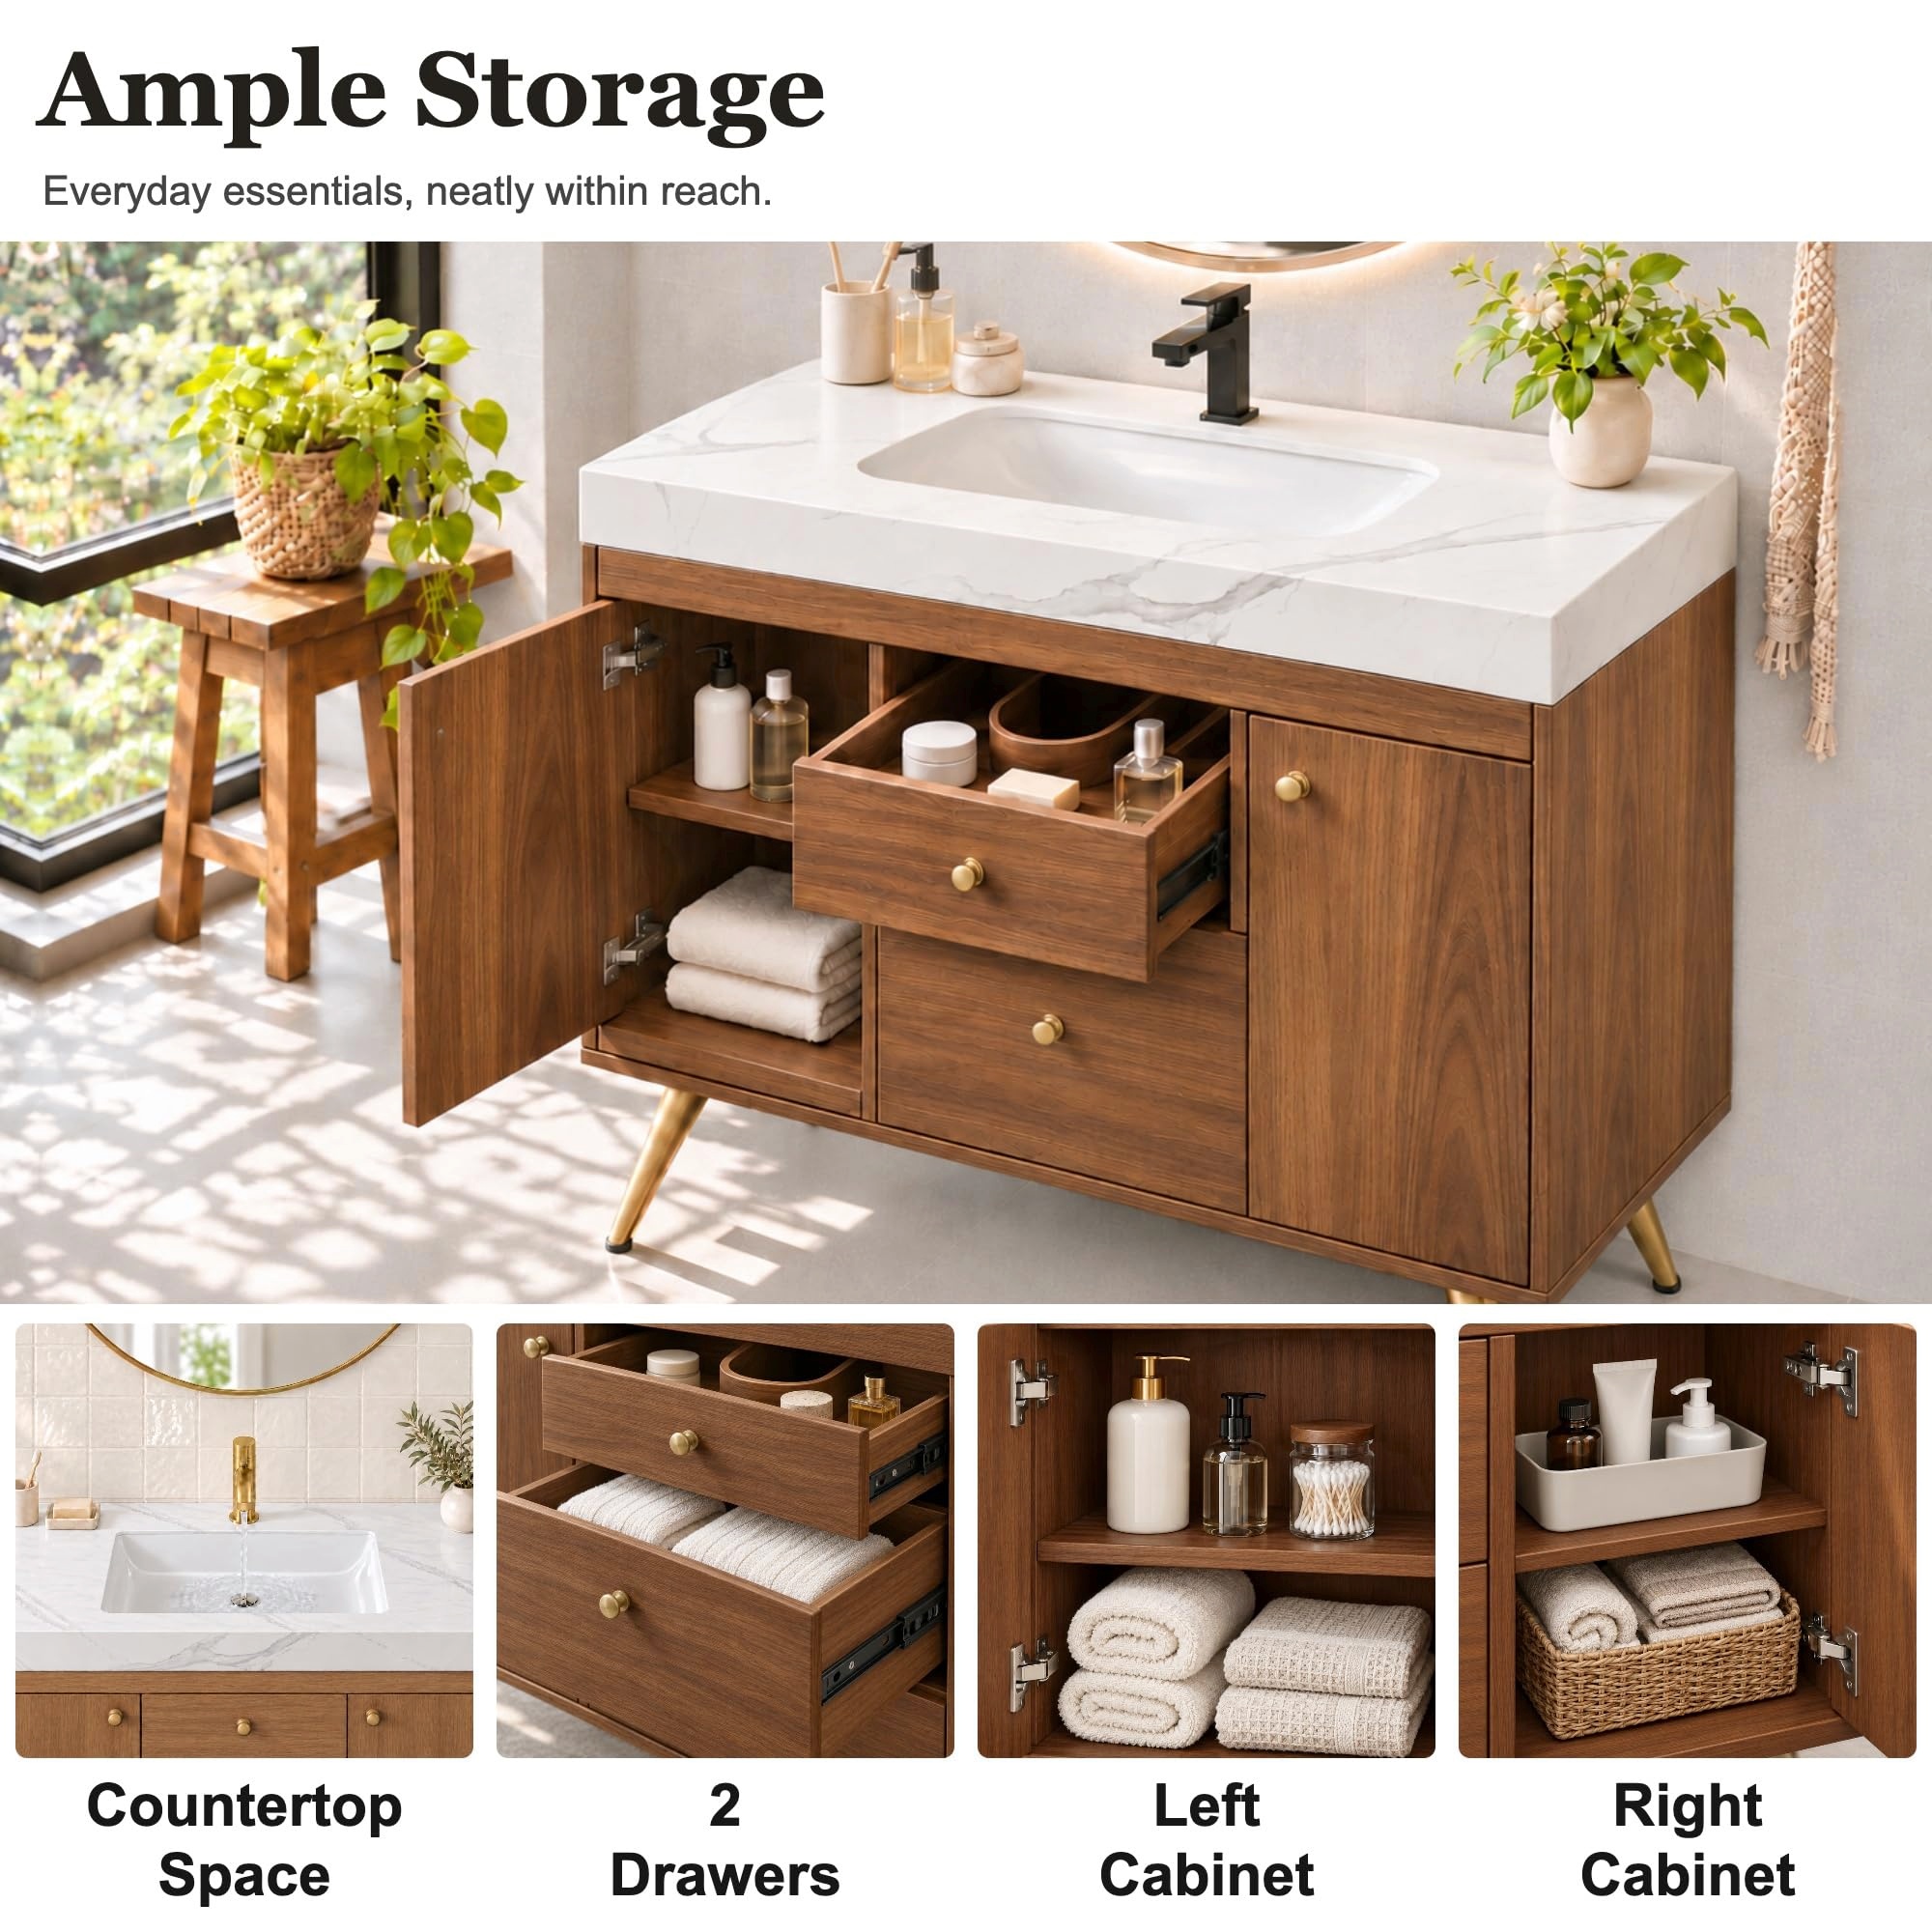 Ample Storage
Everyday essentials, neatly within reach.
Countertop
Space
2
Drawers
Left
Cabinet
Right
Cabinet